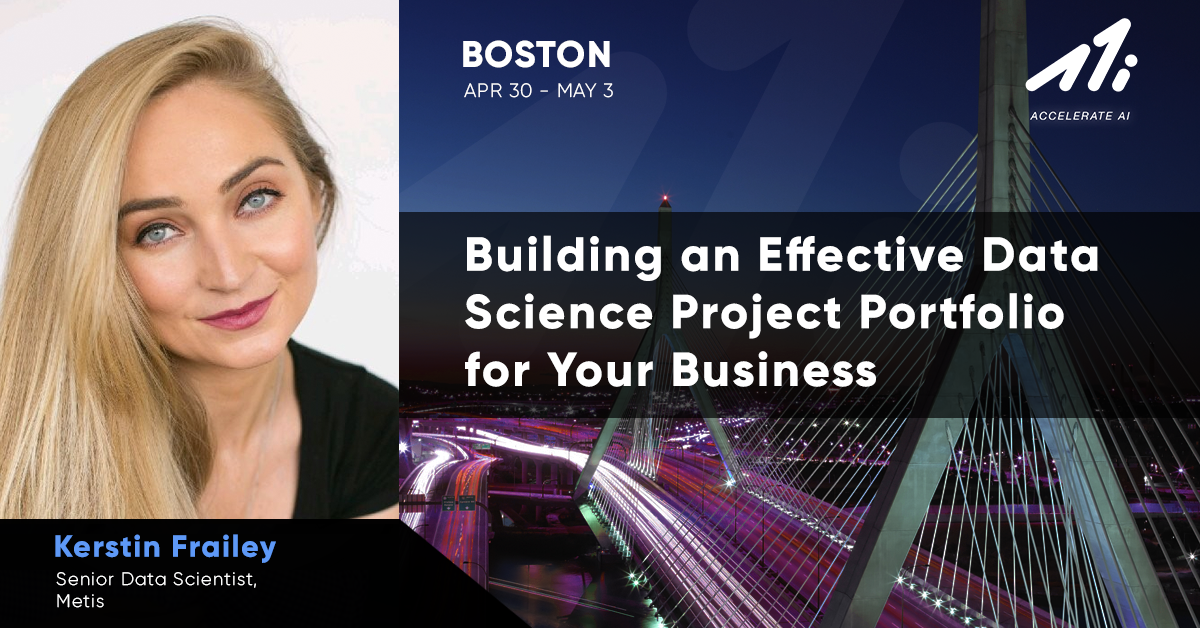 BOSTON
APR 30 - MAY 3
ACCELERATE AI
Building an Effective Data
Science Project Portfolio
for Your Business
Kerstin Frailey
Senior Data Scientist,
Metis